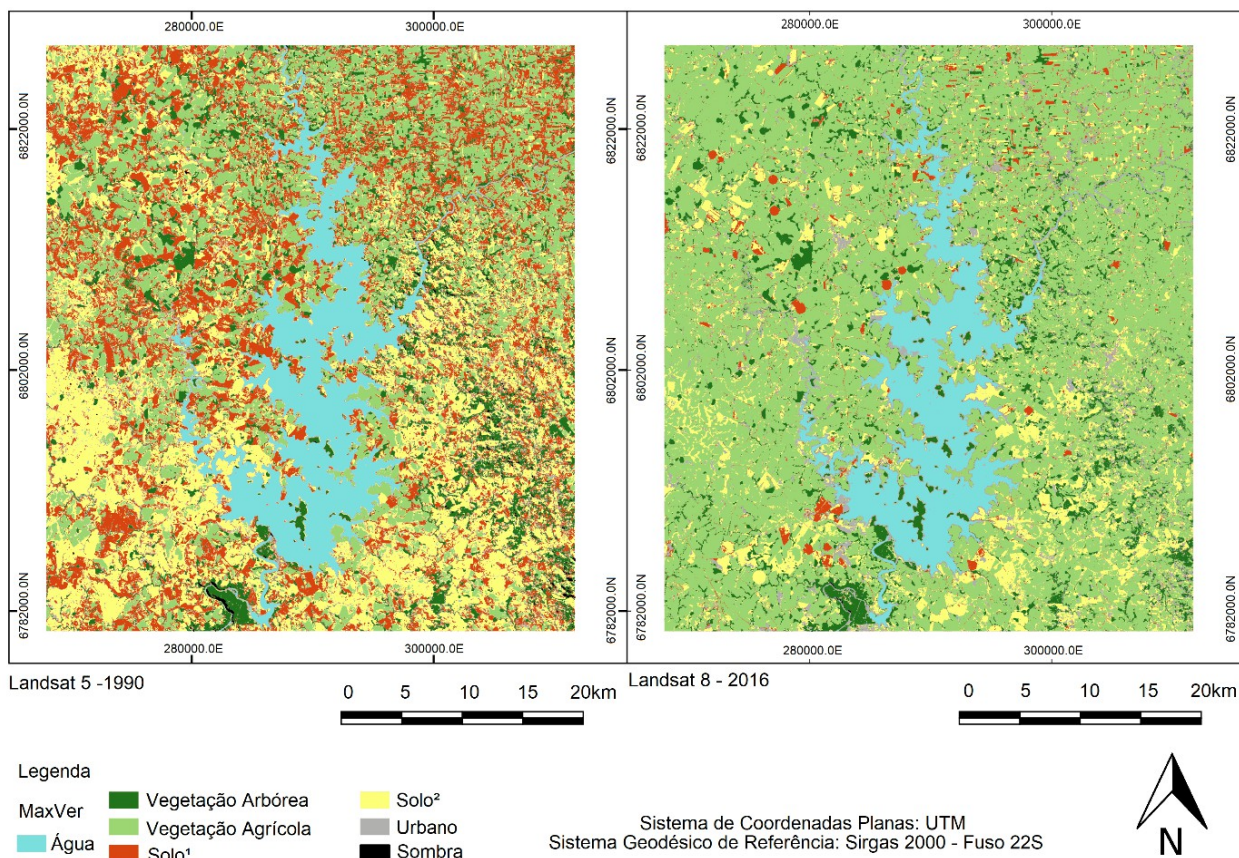 280000.0E 300000.0E 280000.0E 300000.0E
6822000.0N 6822000.0N 6822000.0N
6802000.0N 6802000.0N 6802000.0N
6782000.0N 6782000.0N 6782000.0N
280000.0E 300000.0E 280000.0E 300000.0E
Landsat 5 -1990 Landsat 8 - 2016
0 5 10 15 20km 0 5 10 15 20km
Legenda
MaxVer
Água
Vegetação Arbórea
Vegetação Agrícola
Solo¹
Solo²
Urbano
Sombra
Sistema de Coordenadas Planas: UTM
Sistema Geodésico de Referência: Sirgas 2000 - Fuso 22S
N